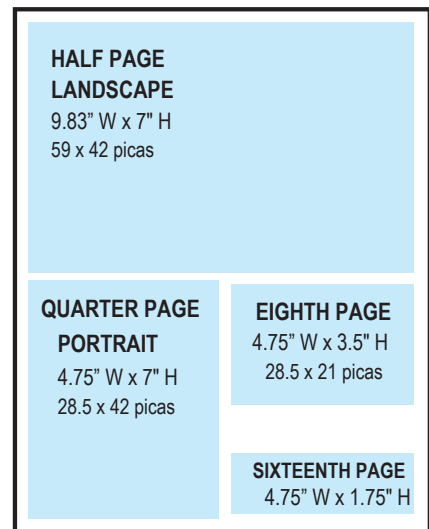 HALF PAGE
LANDSCAPE
9.83” W x 7" H
59 x 42 picas
QUARTER PAGE
PORTRAIT
4.75” W x 7" H
28.5 x 42 picas
EIGHTH PAGE
4.75” W x 3.5" H
28.5 x 21 picas
SIXTEENTH PAGE
4.75” W x 1.75" H